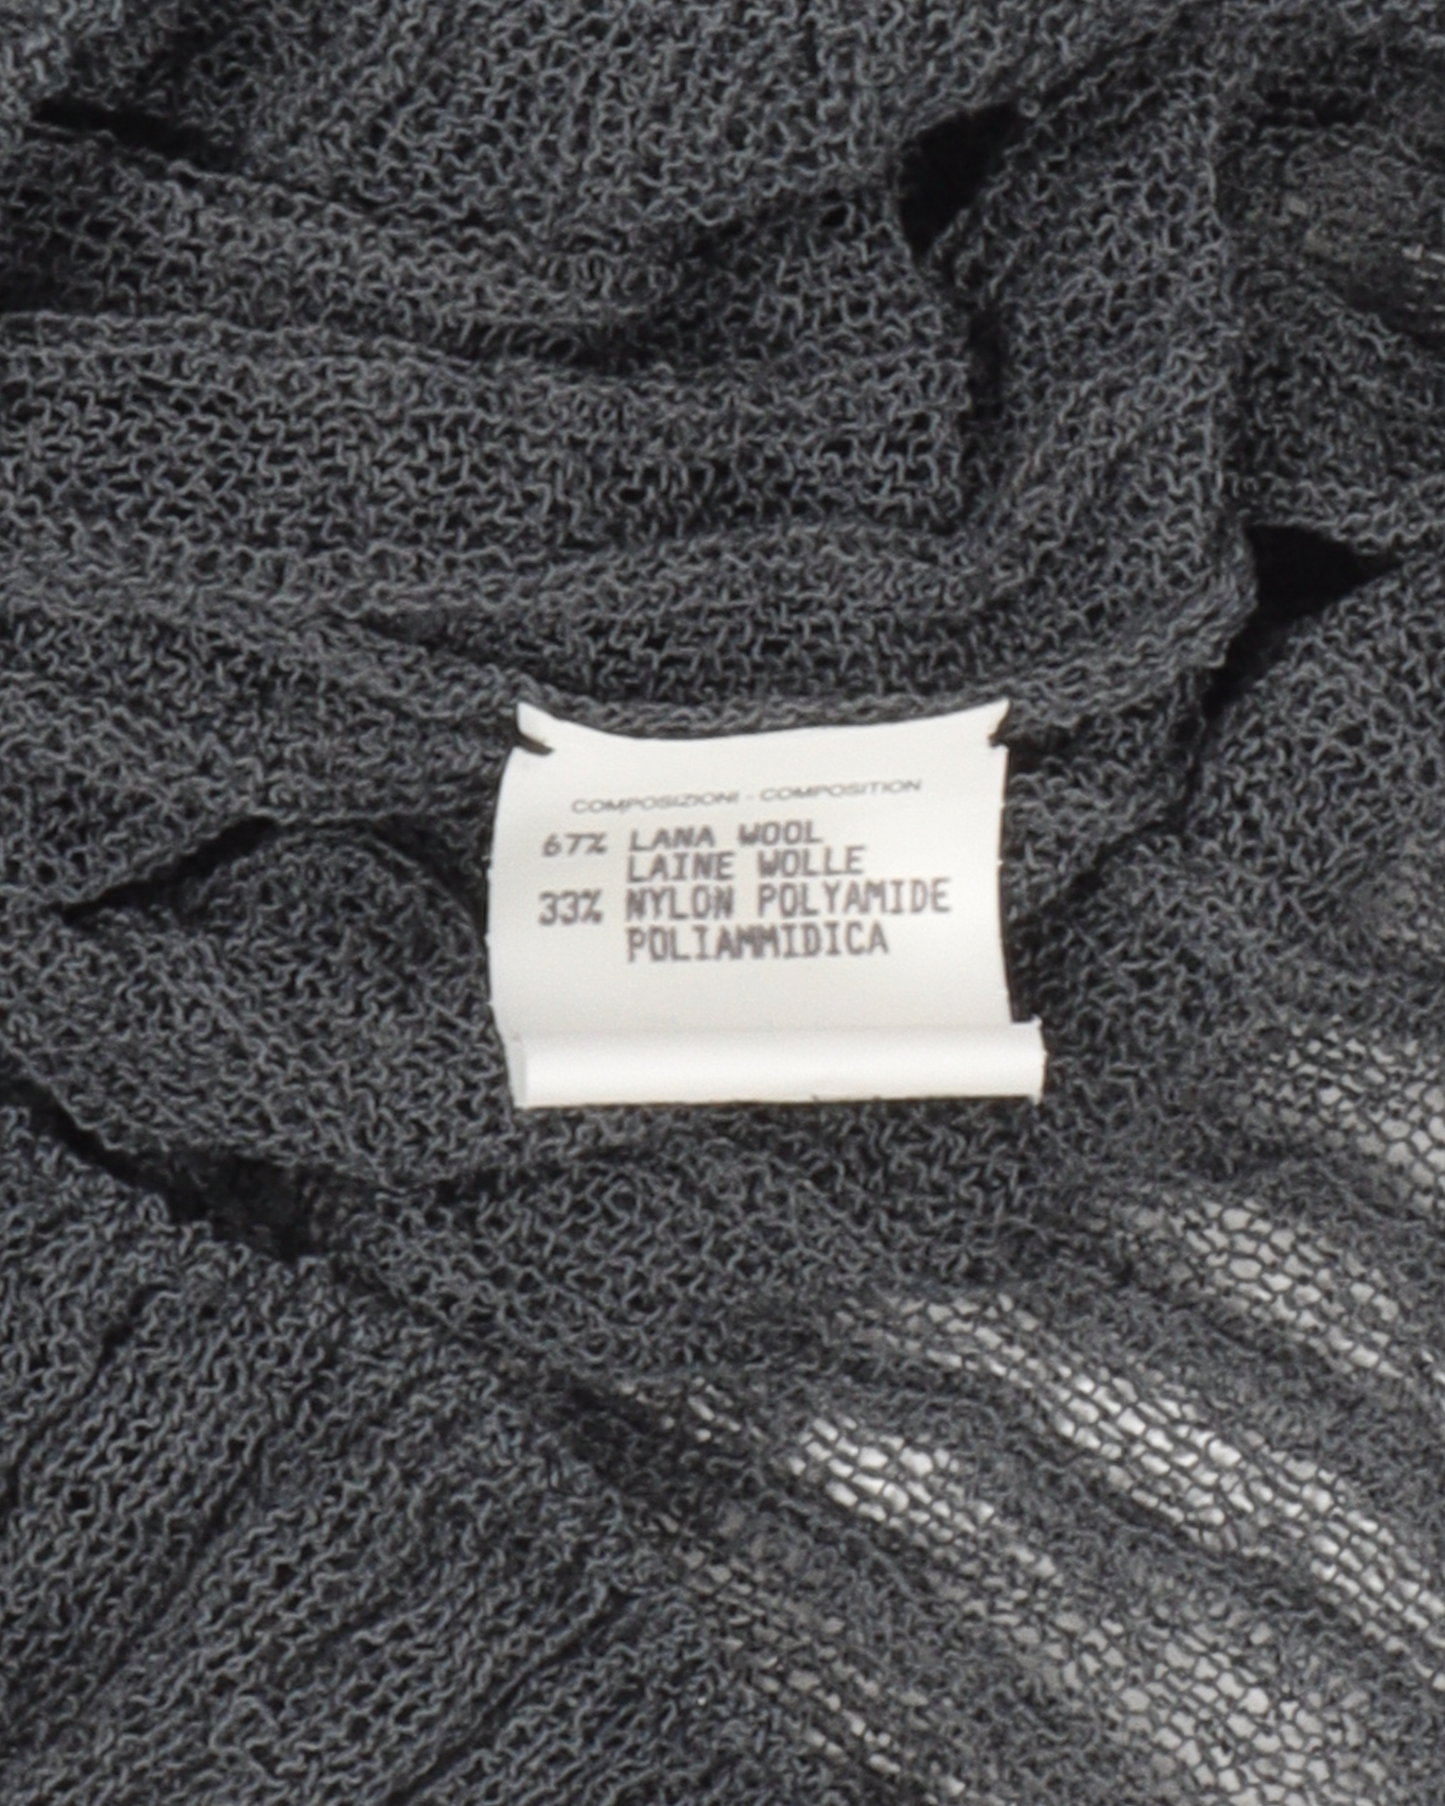 COMPOSIZIONI - COMPOSITION
67% LANA WOOL
LAINE WOLLE
33% NYLON POLYAMIDE
POLIAMMIDICA